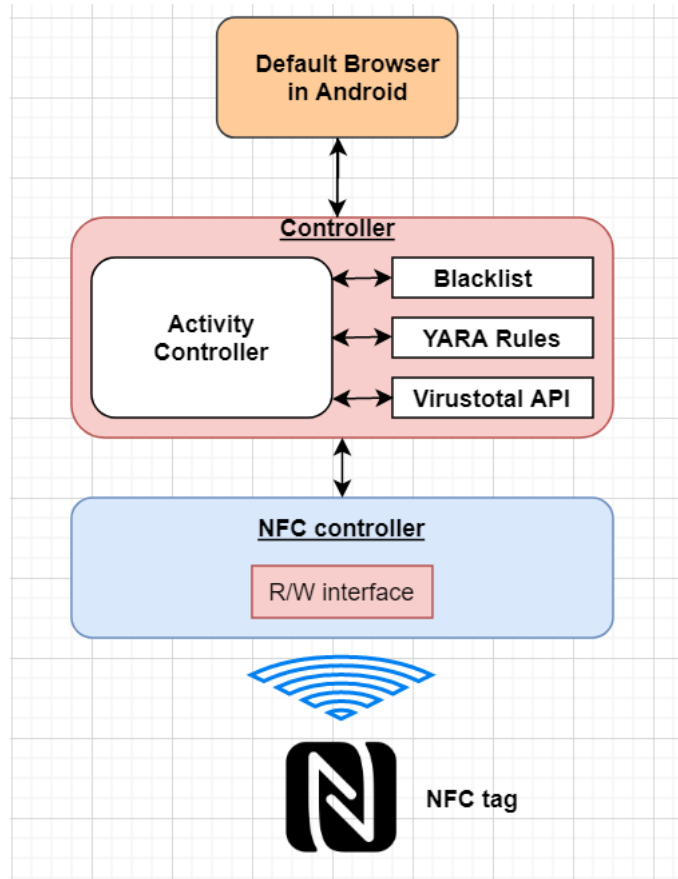 Default Browser
in Android
Controller
Activity
Controller
Blacklist
YARA Rules
Virustotal API
NFC controller
R/W interface
NFC tag